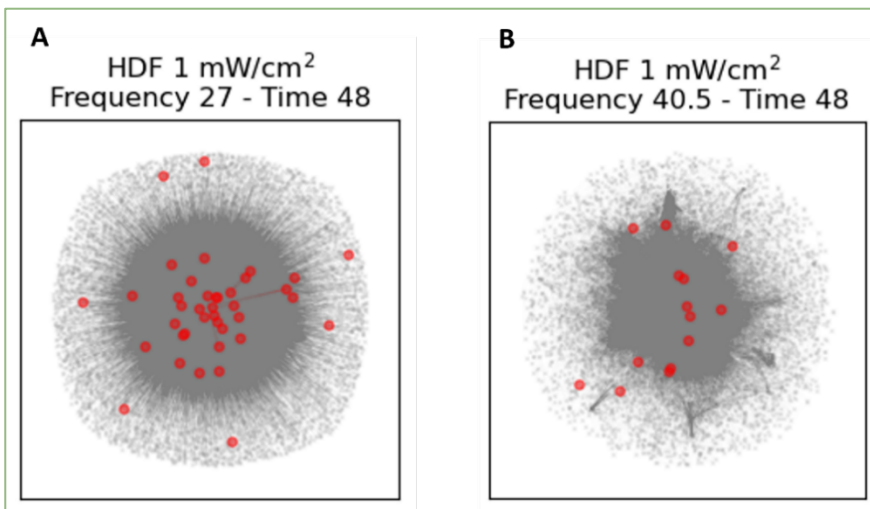 A
HDF 1 mW/cm²
Frequency 27 - Time 48
B
HDF 1 mW/cm²
Frequency 40.5 - Time 48